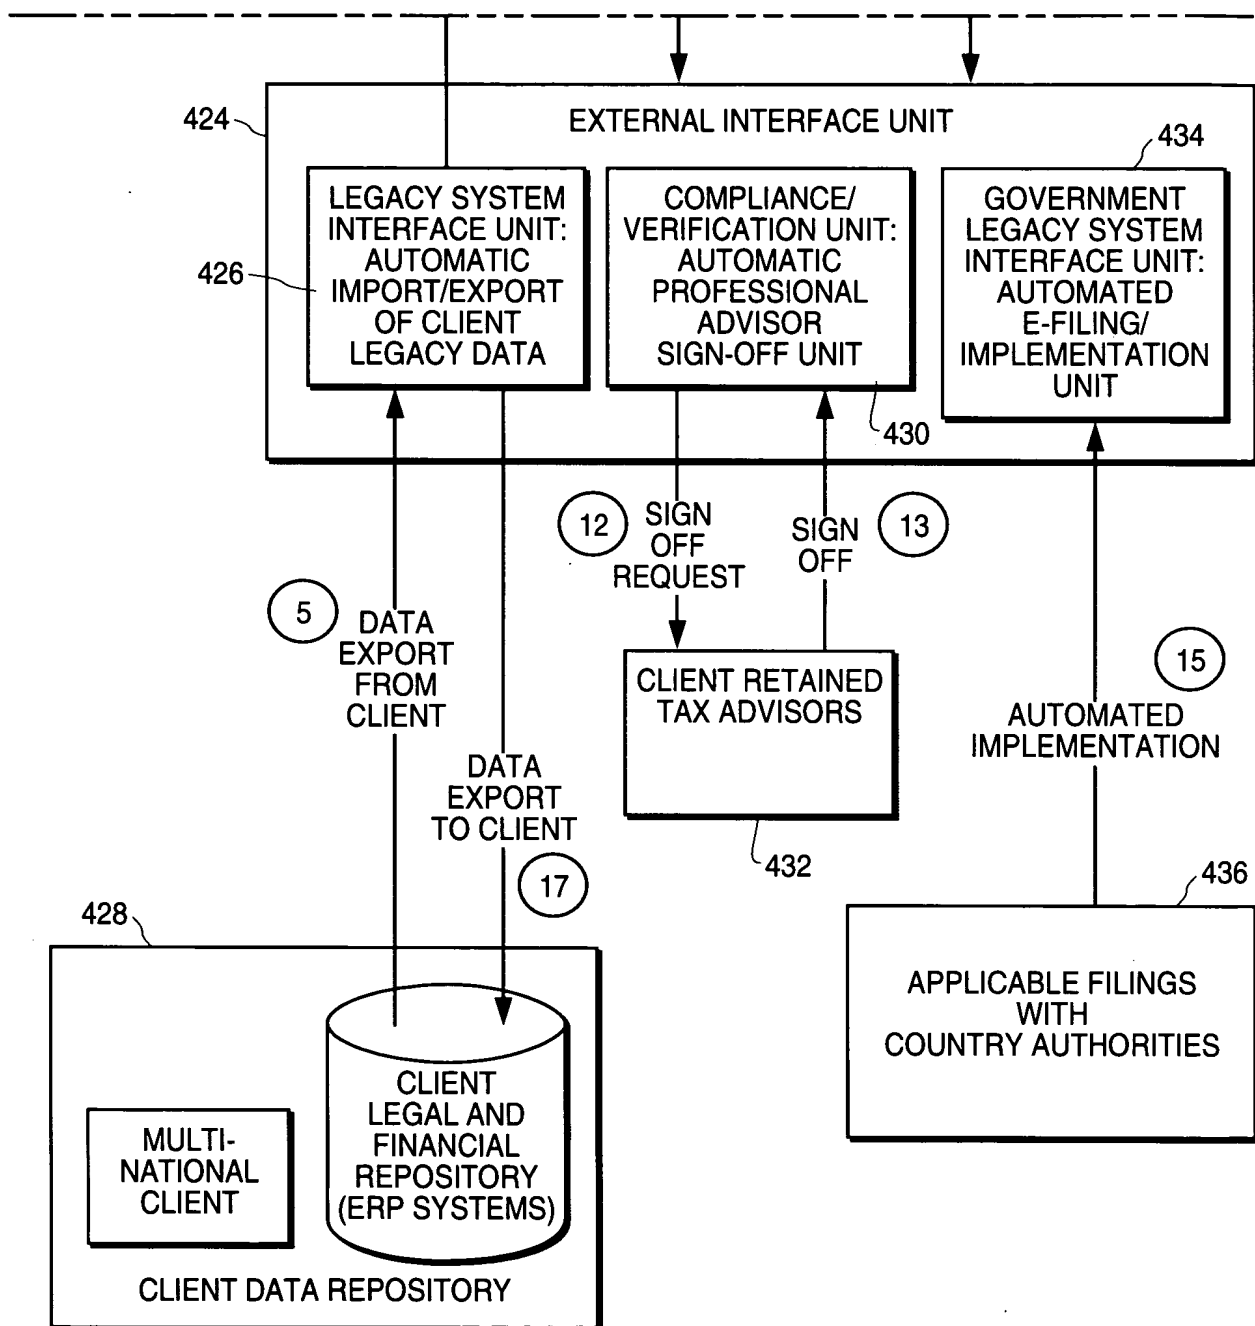 424
EXTERNAL INTERFACE UNIT
434
LEGACY SYSTEM
INTERFACE UNIT:
AUTOMATIC
IMPORT/EXPORT
OF CLIENT
LEGACY DATA
426
COMPLIANCE/
VERIFICATION UNIT:
AUTOMATIC
PROFESSIONAL
ADVISOR
SIGN-OFF UNIT
430
GOVERNMENT
LEGACY SYSTEM
INTERFACE UNIT:
AUTOMATED
E-FILING/
IMPLEMENTATION
UNIT
12
SIGN
OFF
REQUEST
SIGN
OFF
13
5
DATA
EXPORT
FROM
CLIENT
CLIENT RETAINED
TAX ADVISORS
432
15
AUTOMATED
IMPLEMENTATION
DATA
EXPORT
TO CLIENT
17
436
APPLICABLE FILINGS
WITH
COUNTRY AUTHORITIES
428
MULTI-
NATIONAL
CLIENT
CLIENT
LEGAL AND
FINANCIAL
REPOSITORY
(ERP SYSTEMS)
CLIENT DATA REPOSITORY